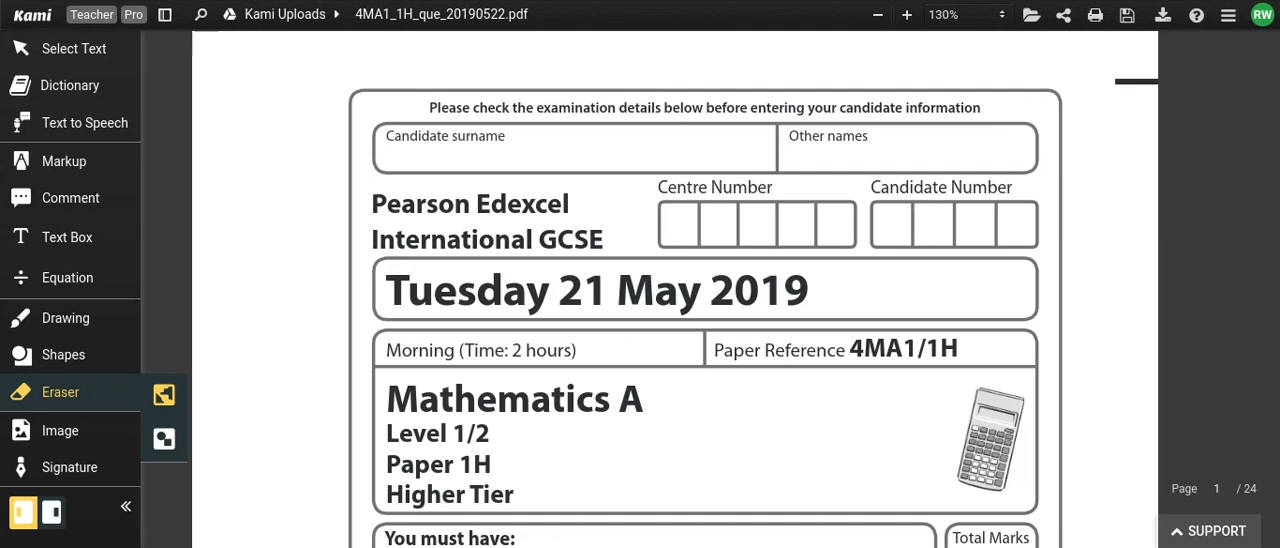 Kami Teacher Pro Kami Uploads 4MA1_1H_que_20190522.pdf 130% RW
Select Text
Dictionary
Text to Speech
Markup
Comment
Text Box
Equation
Drawing
Shapes
Eraser
Image
Signature
Please check the examination details below before entering your candidate information
Candidate surname Other names
Centre Number Candidate Number
Pearson Edexcel
International GCSE
Tuesday 21 May 2019
Morning (Time: 2 hours) Paper Reference 4MA1/1H
Mathematics A
Level 1/2
Paper 1H
Higher Tier
You must have: Total Marks
Page 1 / 24
SUPPORT